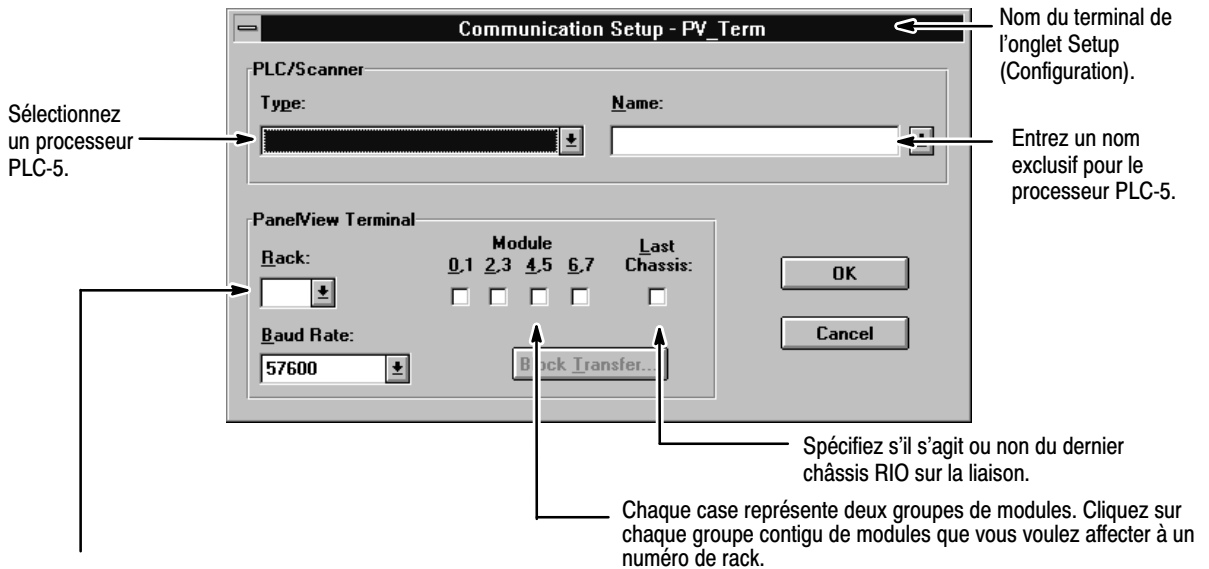 Communication Setup - PV_Term
Nom du terminal de
l'onglet Setup
(Configuration).
PLC/Scanner
Type:
Name:
Sélectionnez
un processeur
PLC-5.
Entrez un nom
exclusif pour le
processeur PLC-5.
PanelView Terminal
Rack:
Module
0,1 2,3 4,5 6,7
Last
Chassis:
OK
Baud Rate:
57600
Block Transfer...
Cancel
Spécifiez s'il s'agit ou non du dernier
châssis RIO sur la liaison.
Chaque case représente deux groupes de modules. Cliquez sur
chaque groupe contigu de modules que vous voulez affecter à un
numéro de rack.